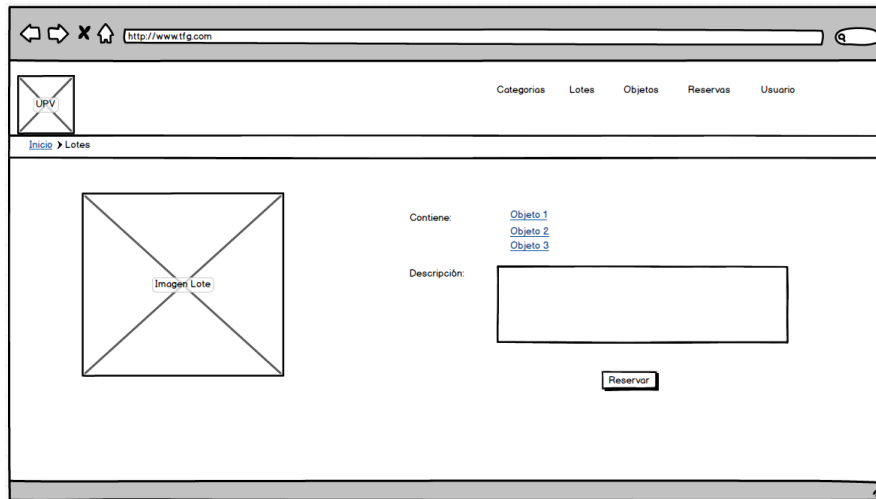 http://www.tfg.com
UPV
Categorias Lotes Objetos Reservas Usuario
Inicio > Lotes
Imagen Lote
Contiene:
Objeto 1
Objeto 2
Objeto 3
Descripción:
Reservar